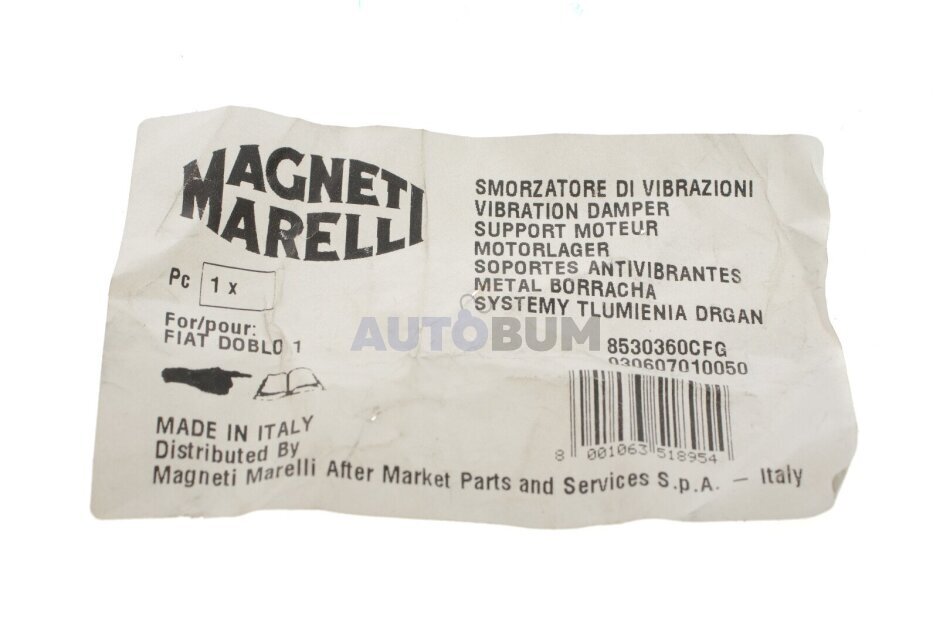 MAGNETI
MARELLI
Pc 1 x
For/pour:
FIAT DOBLO 1
SMORZATORE DI VIBRAZIONI
VIBRATION DAMPER
SUPPORT MOTEUR
MOTORLAGER
SOPORTES ANTIVIBRANTES
METAL BORRACHA
SYSTEMY TLUMIENIA DRGAN
AUTOBUM
8530360CFG
930607010050
8 001063 518954
MADE IN ITALY
Distributed By
Magneti Marelli After Market Parts and Services S.p.A. – Italy